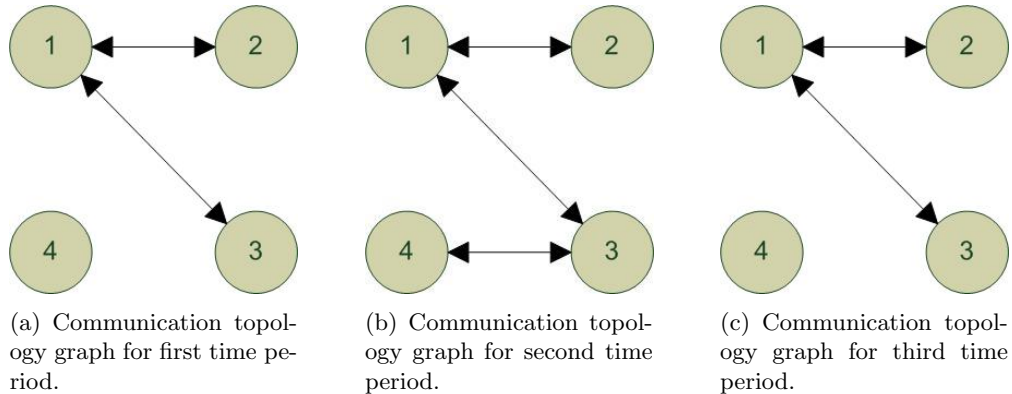 1 2 1 2 1 2
4 3 4 3 4 3
(a) Communication topol-
ogy graph for first time pe-
riod.
(b) Communication topol-
ogy graph for second time
period.
(c) Communication topol-
ogy graph for third time
period.